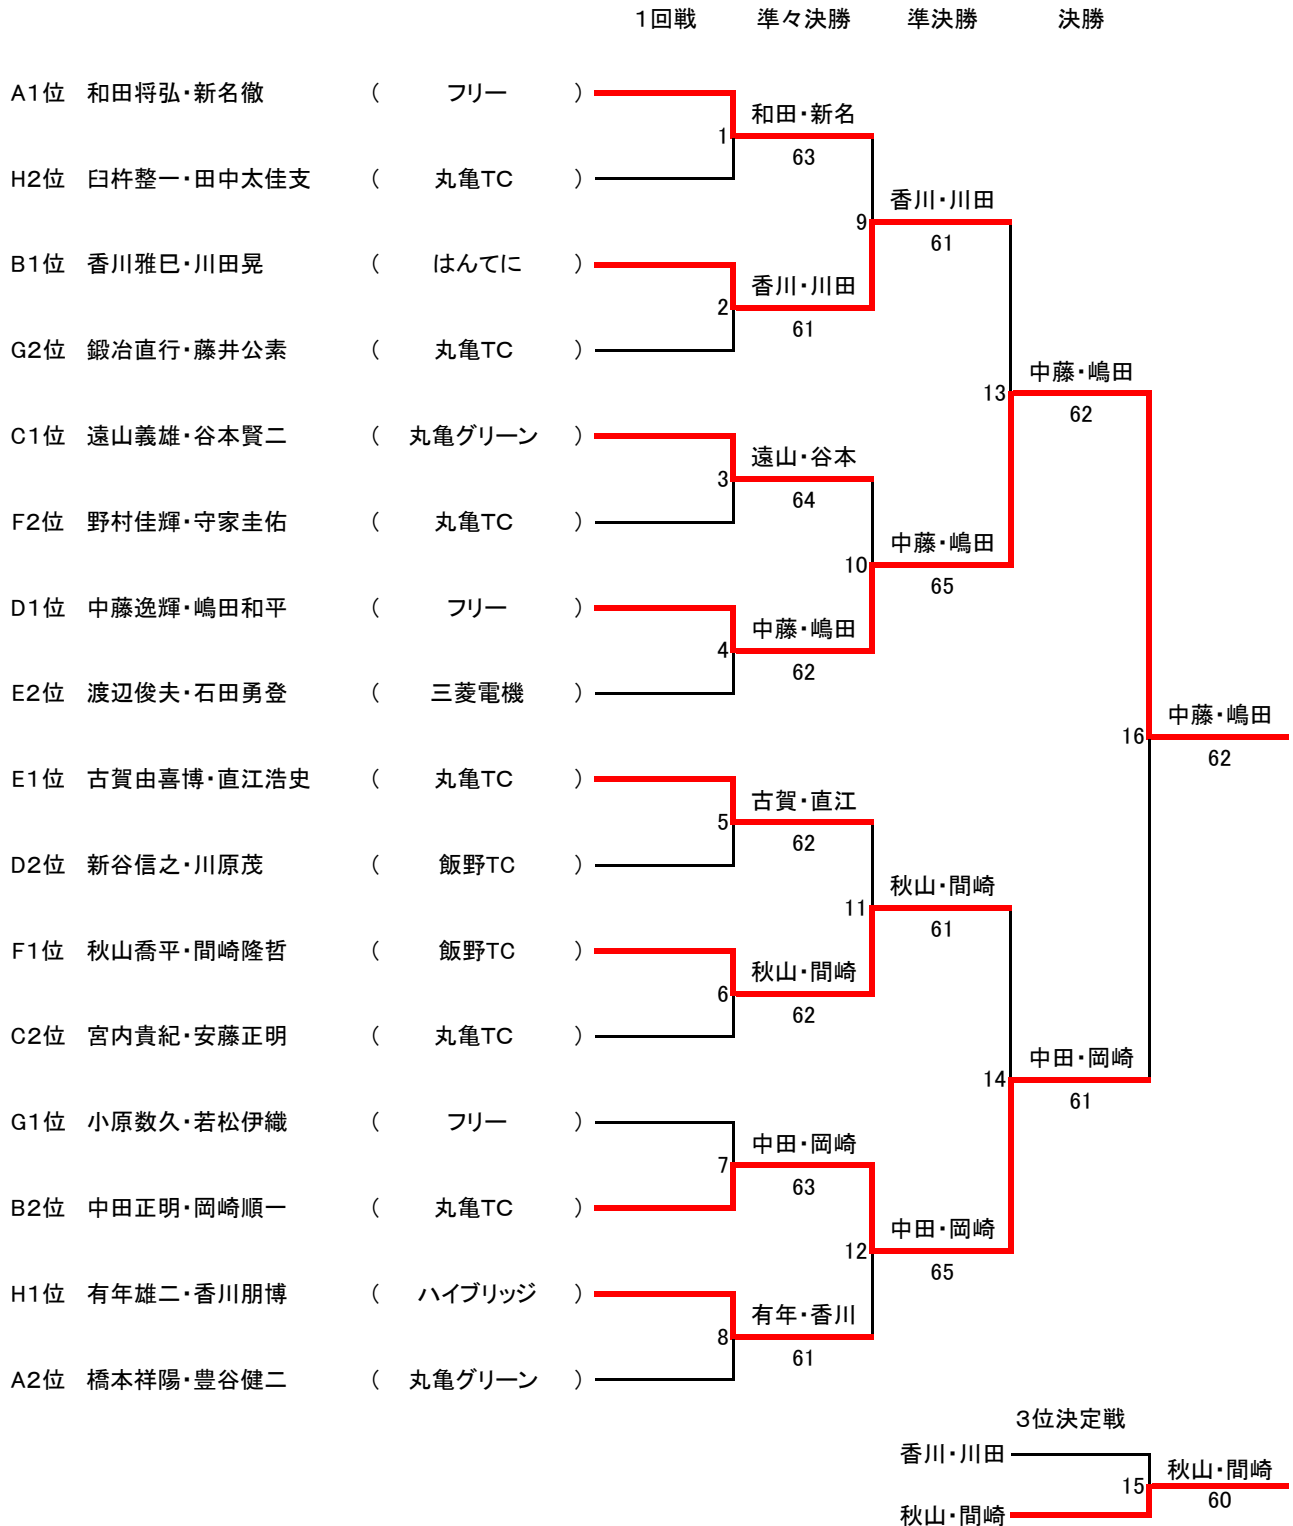 １回戦 準々決勝 準決勝 決勝
A1位 和田将弘・新名徹 （ フリー ）
和田・新名
1
63
H2位 臼杵整一・田中太佳支 （ 丸亀TC ）
香川・川田
9
61
B1位 香川雅巳・川田晃 （ はんてに ）
香川・川田
2
61
G2位 鍛冶直行・藤井公素 （ 丸亀TC ）
中藤・嶋田
13
62
C1位 遠山義雄・谷本賢二 （ 丸亀グリーン ）
遠山・谷本
3
64
F2位 野村佳輝・守家圭佑 （ 丸亀TC ）
中藤・嶋田
10
65
D1位 中藤逸輝・嶋田和平 （ フリー ）
中藤・嶋田
4
62
E2位 渡辺俊夫・石田勇登 （ 三菱電機 ）
中藤・嶋田
16
62
E1位 古賀由喜博・直江浩史 （ 丸亀TC ）
古賀・直江
5
62
D2位 新谷信之・川原茂 （ 飯野TC ）
秋山・間崎
11
61
F1位 秋山喬平・間崎隆哲 （ 飯野TC ）
秋山・間崎
6
62
C2位 宮内貴紀・安藤正明 （ 丸亀TC ）
中田・岡崎
14
61
G1位 小原数久・若松伊織 （ フリー ）
中田・岡崎
7
63
B2位 中田正明・岡崎順一 （ 丸亀TC ）
中田・岡崎
12
65
H1位 有年雄二・香川朋博 （ ハイブリッジ ）
有年・香川
8
61
A2位 橋本祥陽・豊谷健二 （ 丸亀グリーン ）
３位決定戦
香川・川田
秋山・間崎
15
60
秋山・間崎